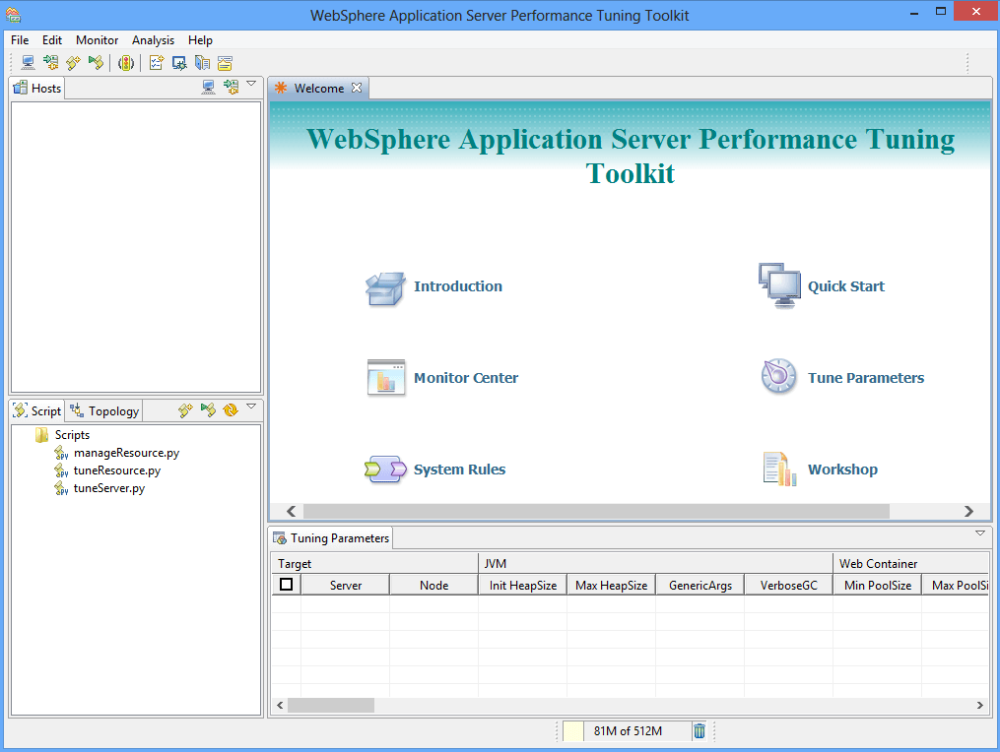 WebSphere Application Server Performance Tuning Toolkit
File Edit Monitor Analysis Help
Hosts
Welcome
WebSphere Application Server Performance Tuning
Toolkit
Introduction
Quick Start
Monitor Center
Tune Parameters
System Rules
Workshop
Script Topology
Scripts
manageResource.py
tuneResource.py
tuneServer.py
Tuning Parameters
Target JVM Web Container
Server Node Init HeapSize Max HeapSize GenericArgs VerboseGC Min PoolSize Max PoolSi
81M of 512M